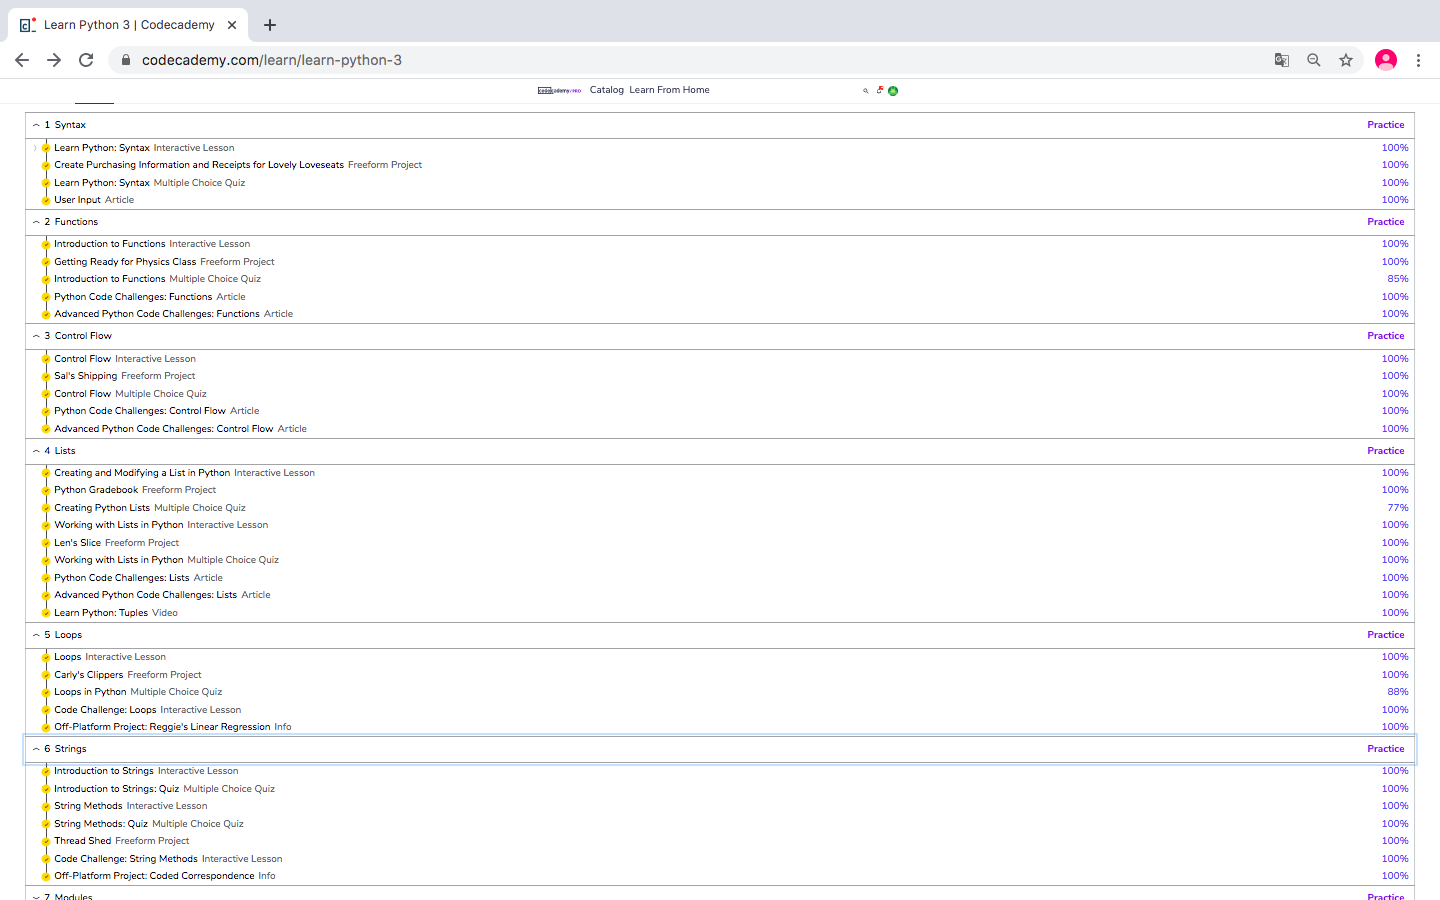 Learn Python 3 | Codecademy
codecademy.com/learn/learn-python-3
codecademy PRO Catalog Learn From Home
1 Syntax Practice
Learn Python: Syntax Interactive Lesson 100%
Create Purchasing Information and Receipts for Lovely Loveseats Freeform Project 100%
Learn Python: Syntax Multiple Choice Quiz 100%
User Input Article 100%
2 Functions Practice
Introduction to Functions Interactive Lesson 100%
Getting Ready for Physics Class Freeform Project 100%
Introduction to Functions Multiple Choice Quiz 85%
Python Code Challenges: Functions Article 100%
Advanced Python Code Challenges: Functions Article 100%
3 Control Flow Practice
Control Flow Interactive Lesson 100%
Sal's Shipping Freeform Project 100%
Control Flow Multiple Choice Quiz 100%
Python Code Challenges: Control Flow Article 100%
Advanced Python Code Challenges: Control Flow Article 100%
4 Lists Practice
Creating and Modifying a List in Python Interactive Lesson 100%
Python Gradebook Freeform Project 100%
Creating Python Lists Multiple Choice Quiz 77%
Working with Lists in Python Interactive Lesson 100%
Len's Slice Freeform Project 100%
Working with Lists in Python Multiple Choice Quiz 100%
Python Code Challenges: Lists Article 100%
Advanced Python Code Challenges: Lists Article 100%
Learn Python: Tuples Video 100%
5 Loops Practice
Loops Interactive Lesson 100%
Carly's Clippers Freeform Project 100%
Loops in Python Multiple Choice Quiz 88%
Code Challenge: Loops Interactive Lesson 100%
Off-Platform Project: Reggie's Linear Regression Info 100%
6 Strings Practice
Introduction to Strings Interactive Lesson 100%
Introduction to Strings: Quiz Multiple Choice Quiz 100%
String Methods Interactive Lesson 100%
String Methods: Quiz Multiple Choice Quiz 100%
Thread Shed Freeform Project 100%
Code Challenge: String Methods Interactive Lesson 100%
Off-Platform Project: Coded Correspondence Info 100%
7 Modules Practice